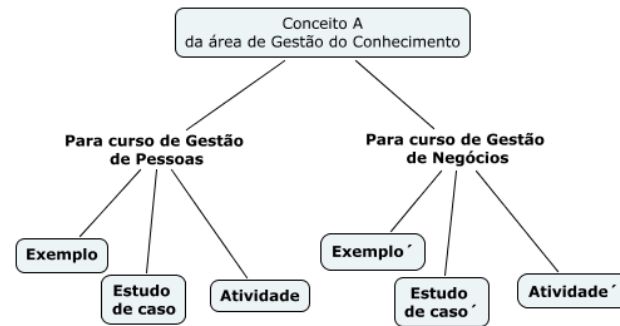 Conceito A
da área de Gestão do Conhecimento
Para curso de Gestão
de Pessoas
Para curso de Gestão
de Negócios
Exemplo
Estudo
de caso
Atividade
Exemplo´
Estudo
de caso´
Atividade´